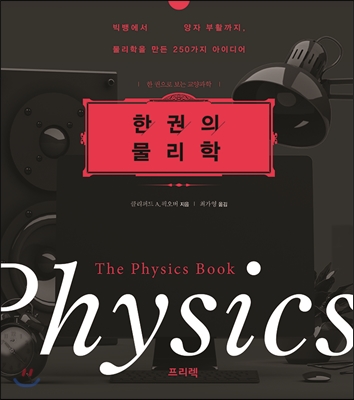 빅뱅에서 양자 부활까지,
물리학을 만든 250가지 아이디어
한 권으로 보는 교양과학
한 권의
물리학
클리퍼드 A. 픽오버 지음 | 최가영 옮김
The Physics Book
Physics
프리렉